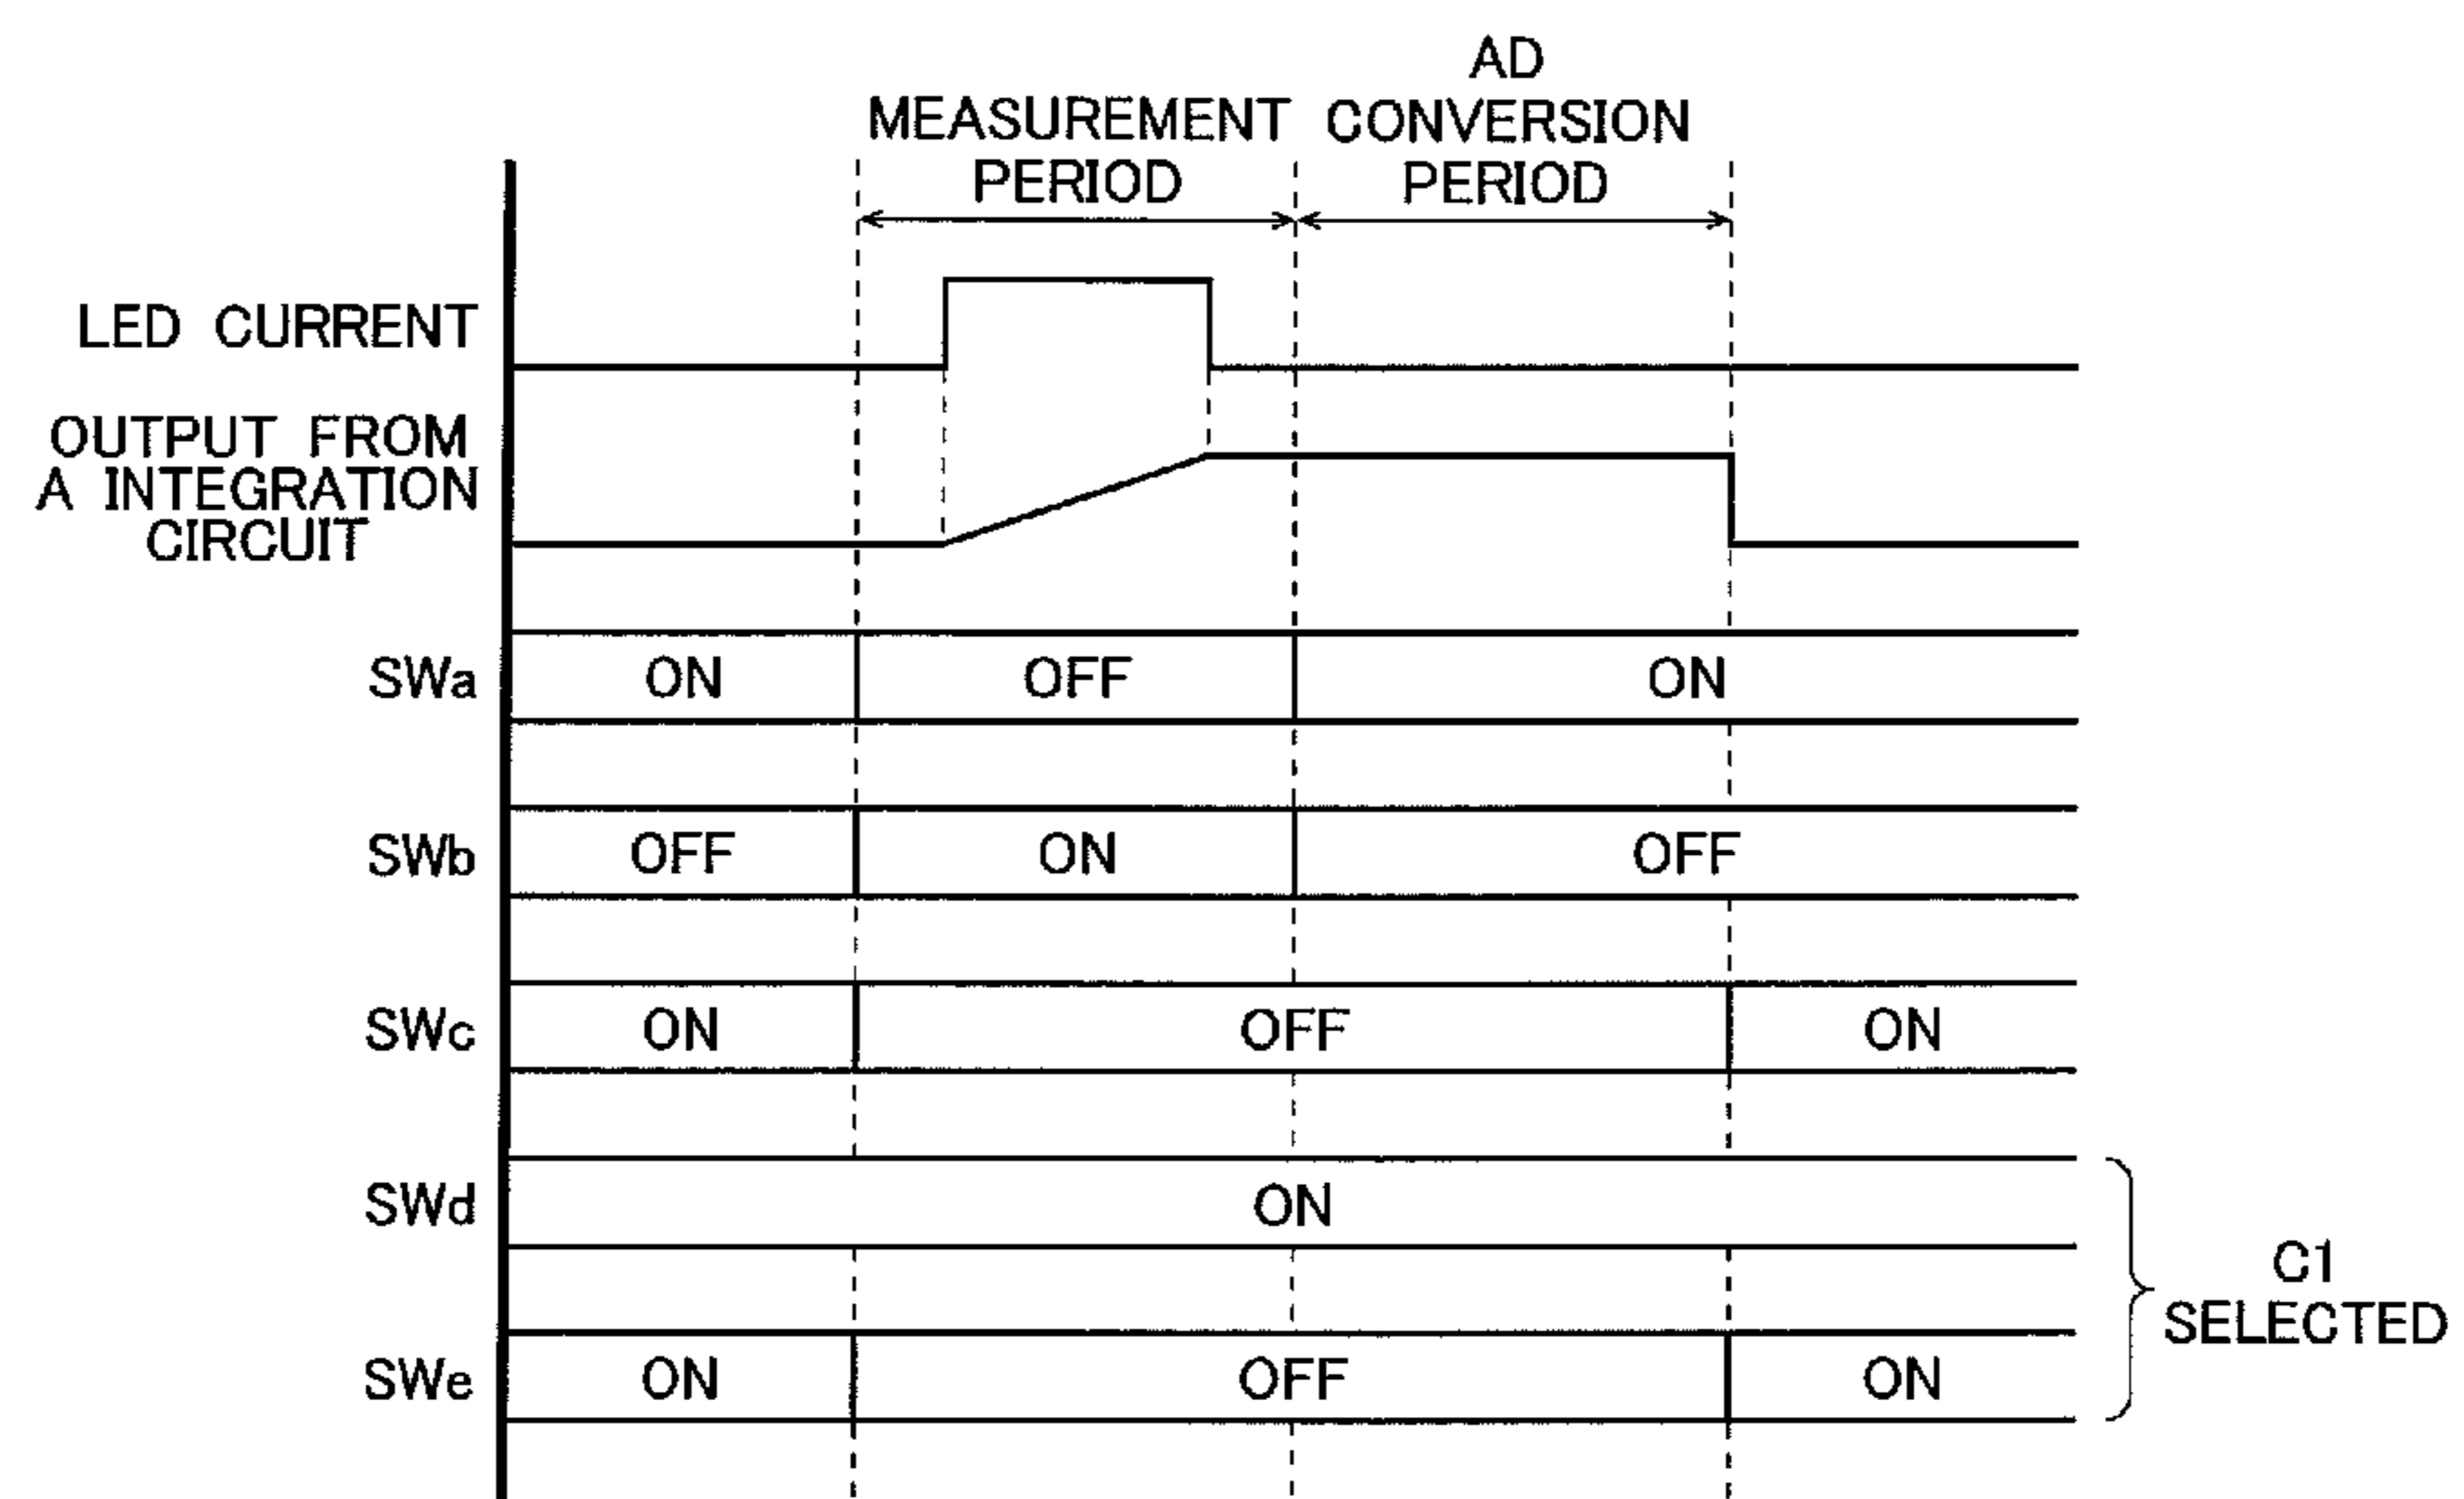 AD
MEASUREMENT CONVERSION
PERIOD PERIOD
LED CURRENT
OUTPUT FROM
A INTEGRATION
CIRCUIT
SWa ON OFF ON
SWb OFF ON OFF
SWc ON OFF ON
SWd ON
SWe ON OFF ON
C1
SELECTED